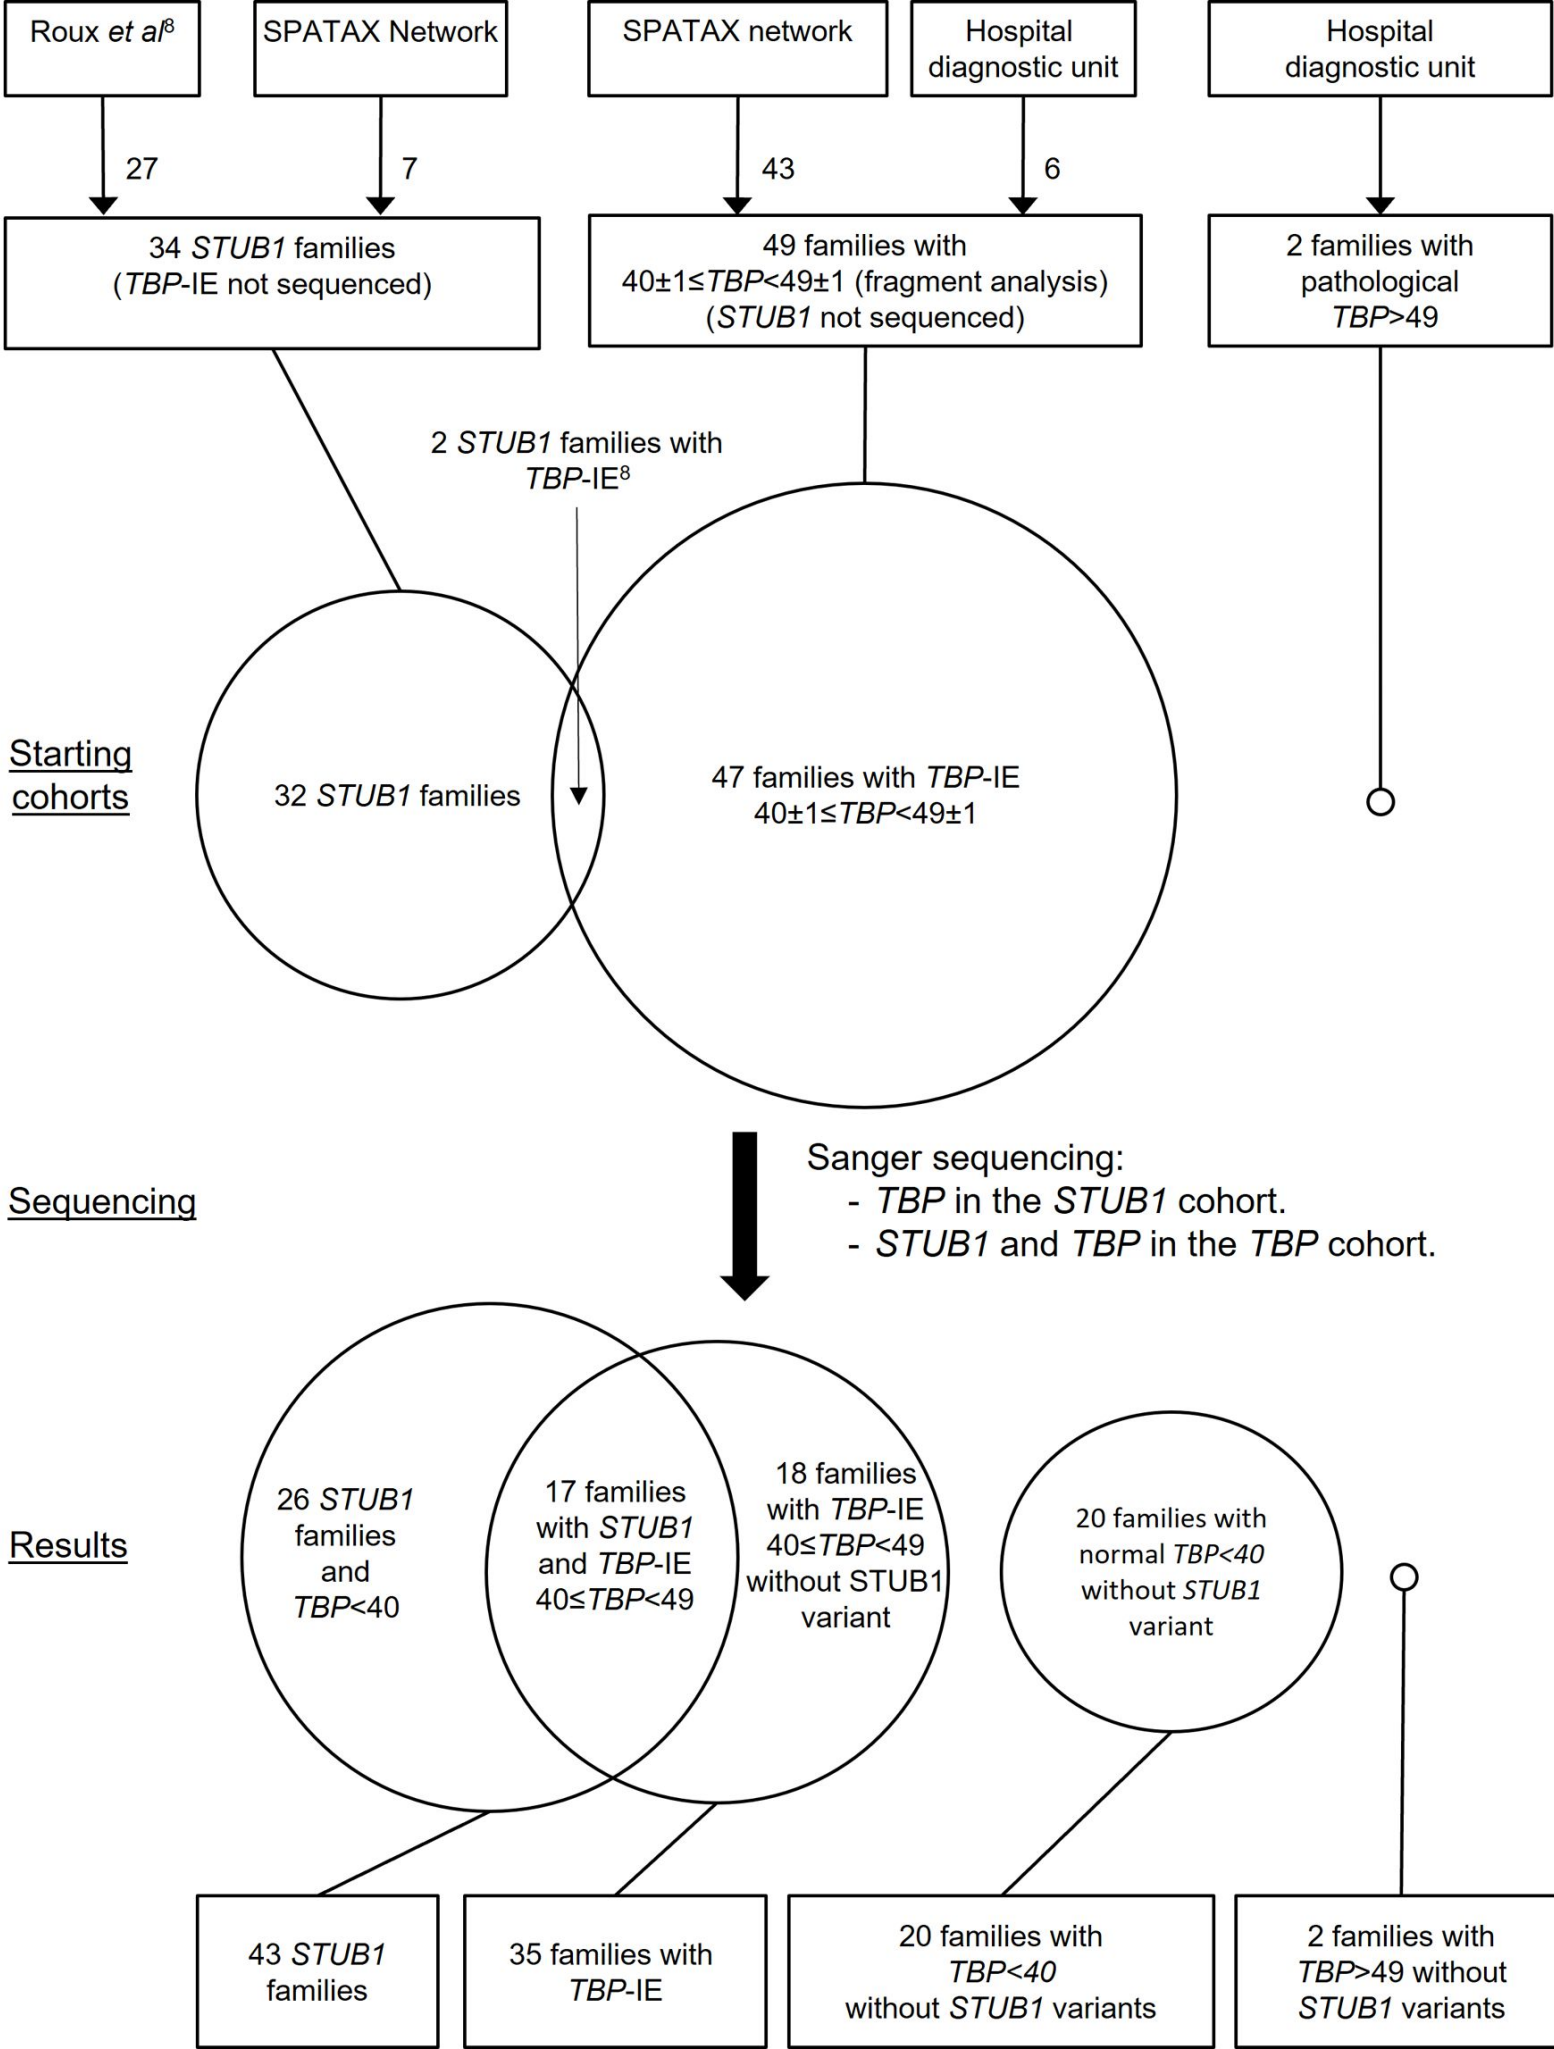 Roux et al8
SPATAX Network
SPATAX network
Hospital
diagnostic unit
Hospital
diagnostic unit
27
7
43
6
34 STUB1 families
(TBP-IE not sequenced)
49 families with
40±1≤TBP<49±1 (fragment analysis)
(STUB1 not sequenced)
2 families with
pathological
TBP>49
2 STUB1 families with
TBP-IE8
Starting
cohorts
32 STUB1 families
47 families with TBP-IE
40±1≤TBP<49±1
Sequencing
Sanger sequencing:
- TBP in the STUB1 cohort.
- STUB1 and TBP in the TBP cohort.
Results
26 STUB1
families
and
TBP<40
17 families
with STUB1
and TBP-IE
40≤TBP<49
18 families
with TBP-IE
40≤TBP<49
without STUB1
variant
20 families with
normal TBP<40
without STUB1
variant
43 STUB1
families
35 families with
TBP-IE
20 families with
TBP<40
without STUB1 variants
2 families with
TBP>49 without
STUB1 variants